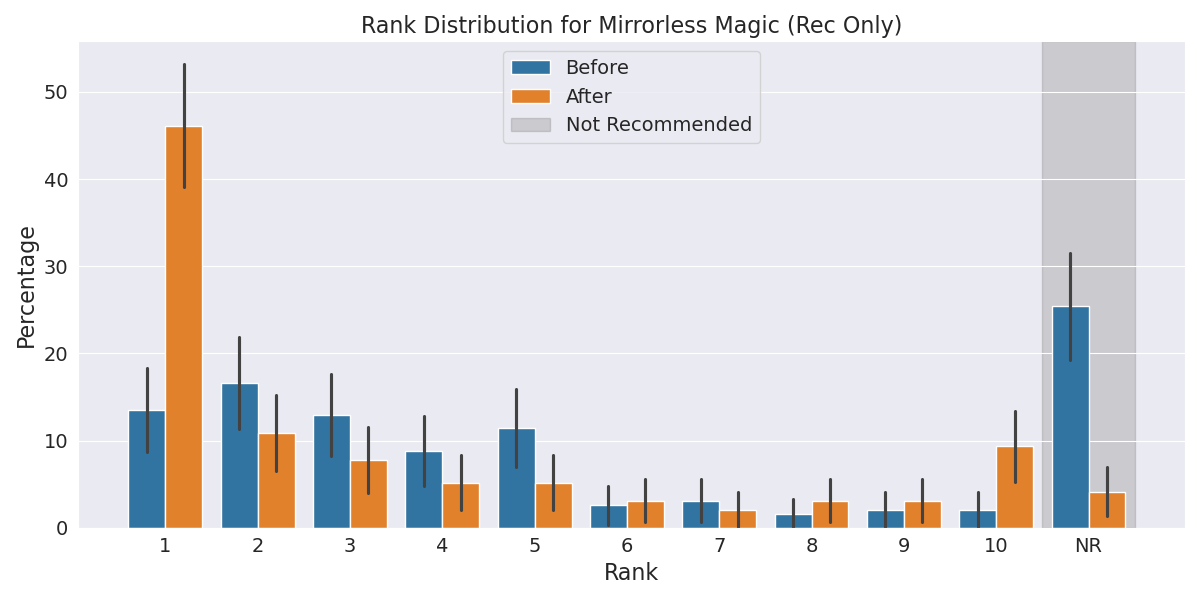 Rank Distribution for Mirrorless Magic (Rec Only)
Before
After
Not Recommended
Percentage
50
40
30
20
10
0
1 2 3 4 5 6 7 8 9 10 NR
Rank